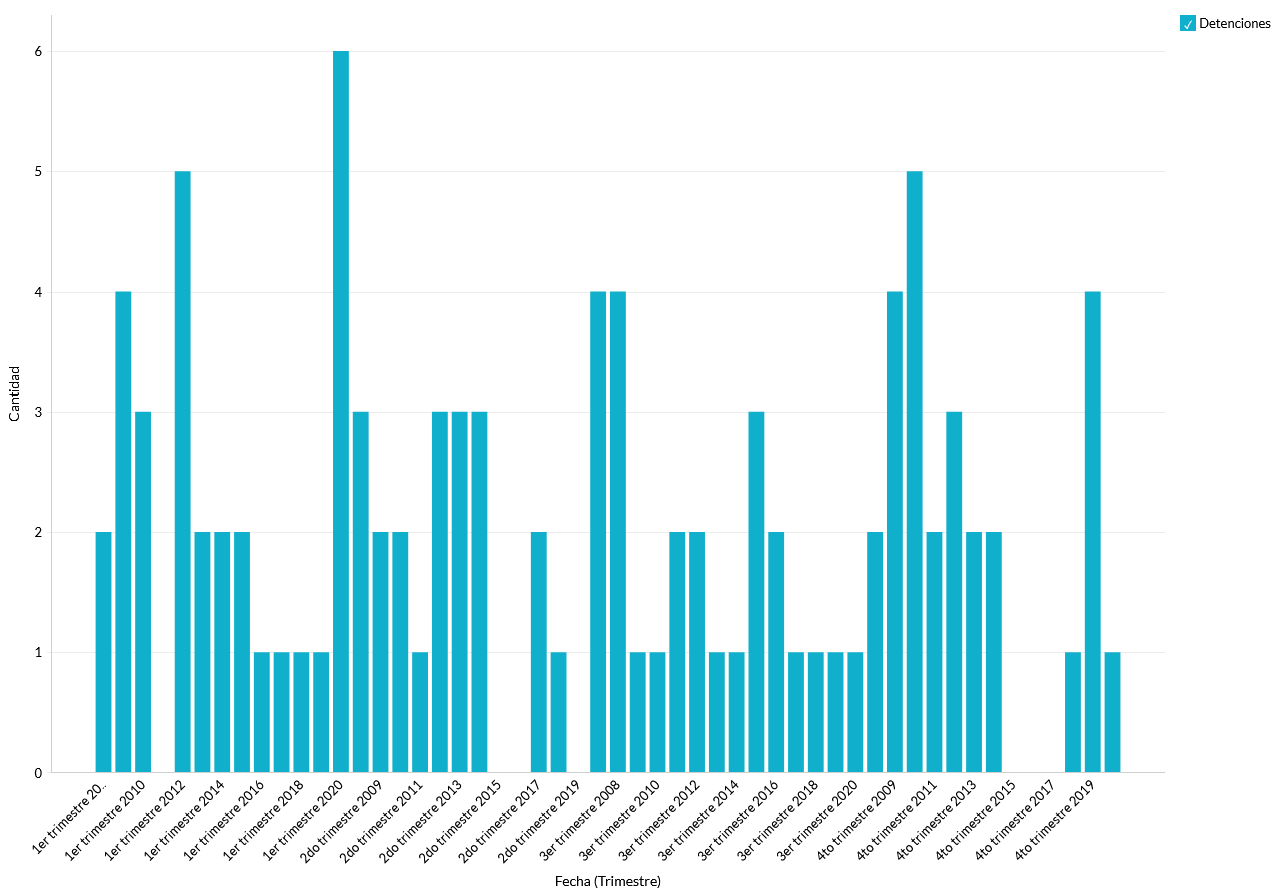 Detenciones
Cantidad
6
5
4
3
2
1
0
1er trimestre 20..
1er trimestre 2010
1er trimestre 2012
1er trimestre 2014
1er trimestre 2016
1er trimestre 2018
1er trimestre 2020
2do trimestre 2009
2do trimestre 2011
2do trimestre 2013
2do trimestre 2015
2do trimestre 2017
2do trimestre 2019
3er trimestre 2008
3er trimestre 2010
3er trimestre 2012
3er trimestre 2014
3er trimestre 2016
3er trimestre 2018
3er trimestre 2020
4to trimestre 2009
4to trimestre 2011
4to trimestre 2013
4to trimestre 2015
4to trimestre 2017
4to trimestre 2019
Fecha (Trimestre)